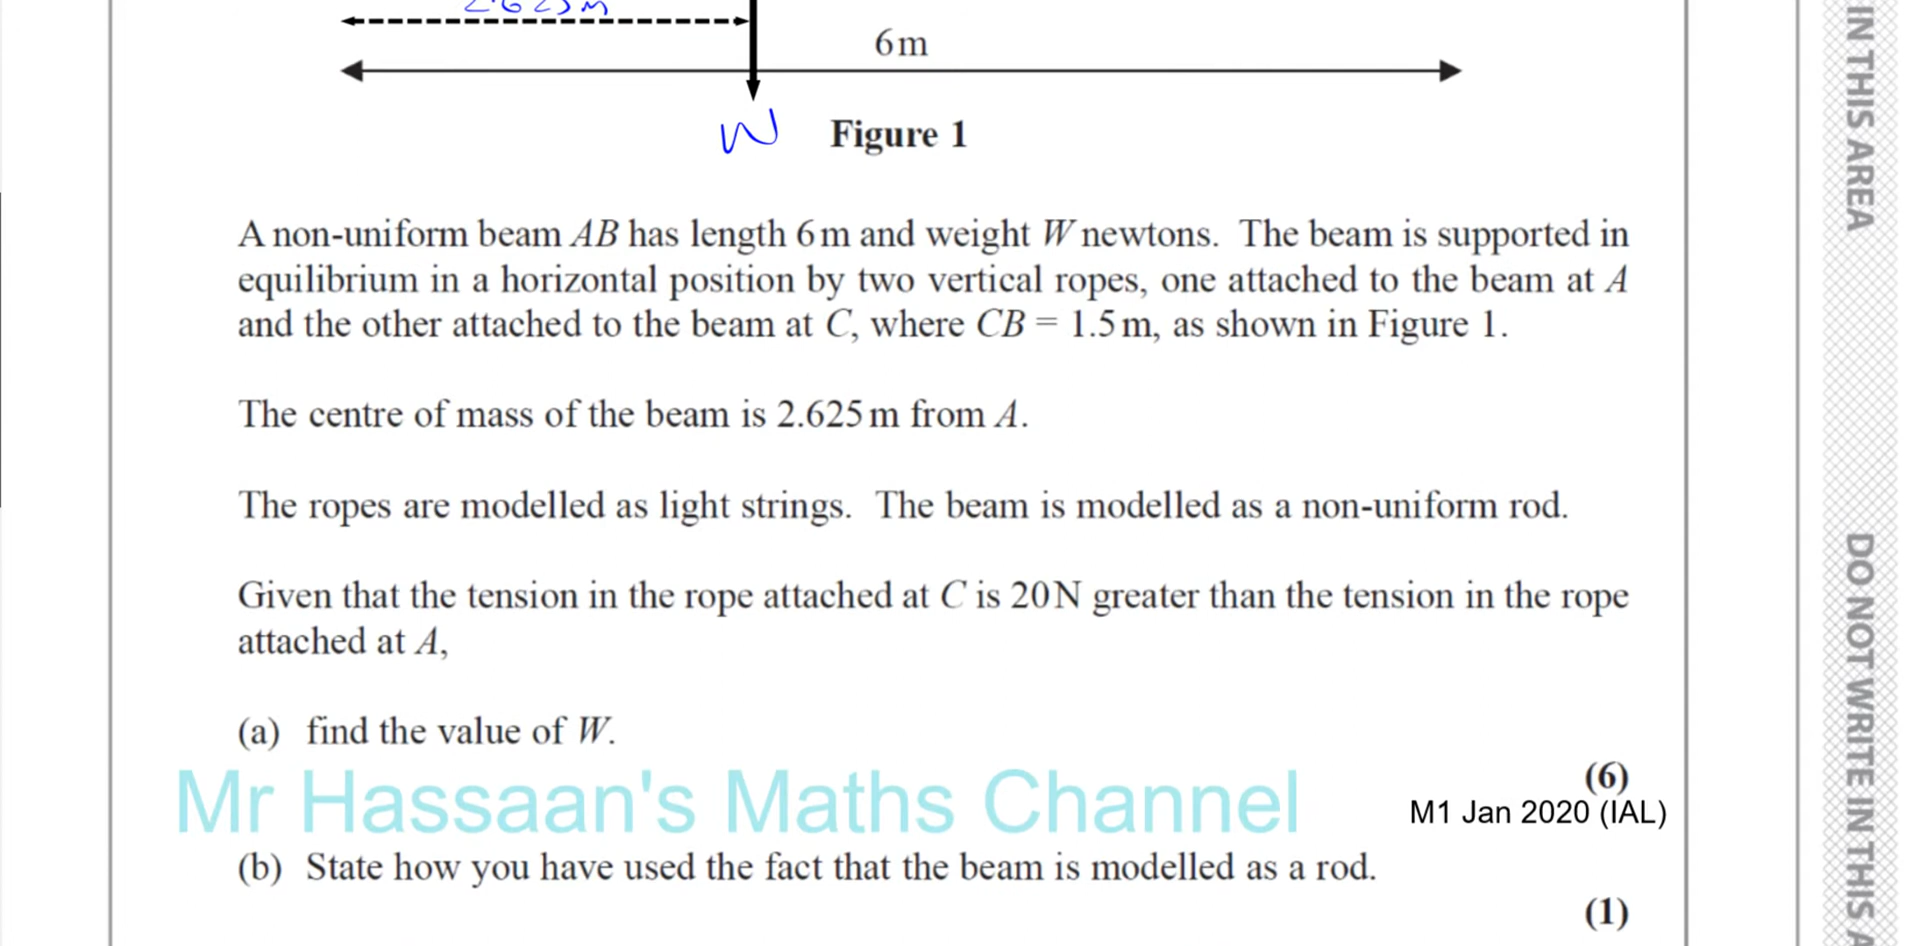 2.625m
6m
W
Figure 1
A non-uniform beam AB has length 6m and weight W newtons. The beam is supported in
equilibrium in a horizontal position by two vertical ropes, one attached to the beam at A
and the other attached to the beam at C, where CB = 1.5m, as shown in Figure 1.
The centre of mass of the beam is 2.625m from A.
The ropes are modelled as light strings. The beam is modelled as a non-uniform rod.
Given that the tension in the rope attached at C is 20N greater than the tension in the rope
attached at A,
(a) find the value of W.
(6)
Mr Hassaan's Maths Channel
M1 Jan 2020 (IAL)
(b) State how you have used the fact that the beam is modelled as a rod.
(1)
IN THIS AREA
DO NOT WRITE IN THIS A